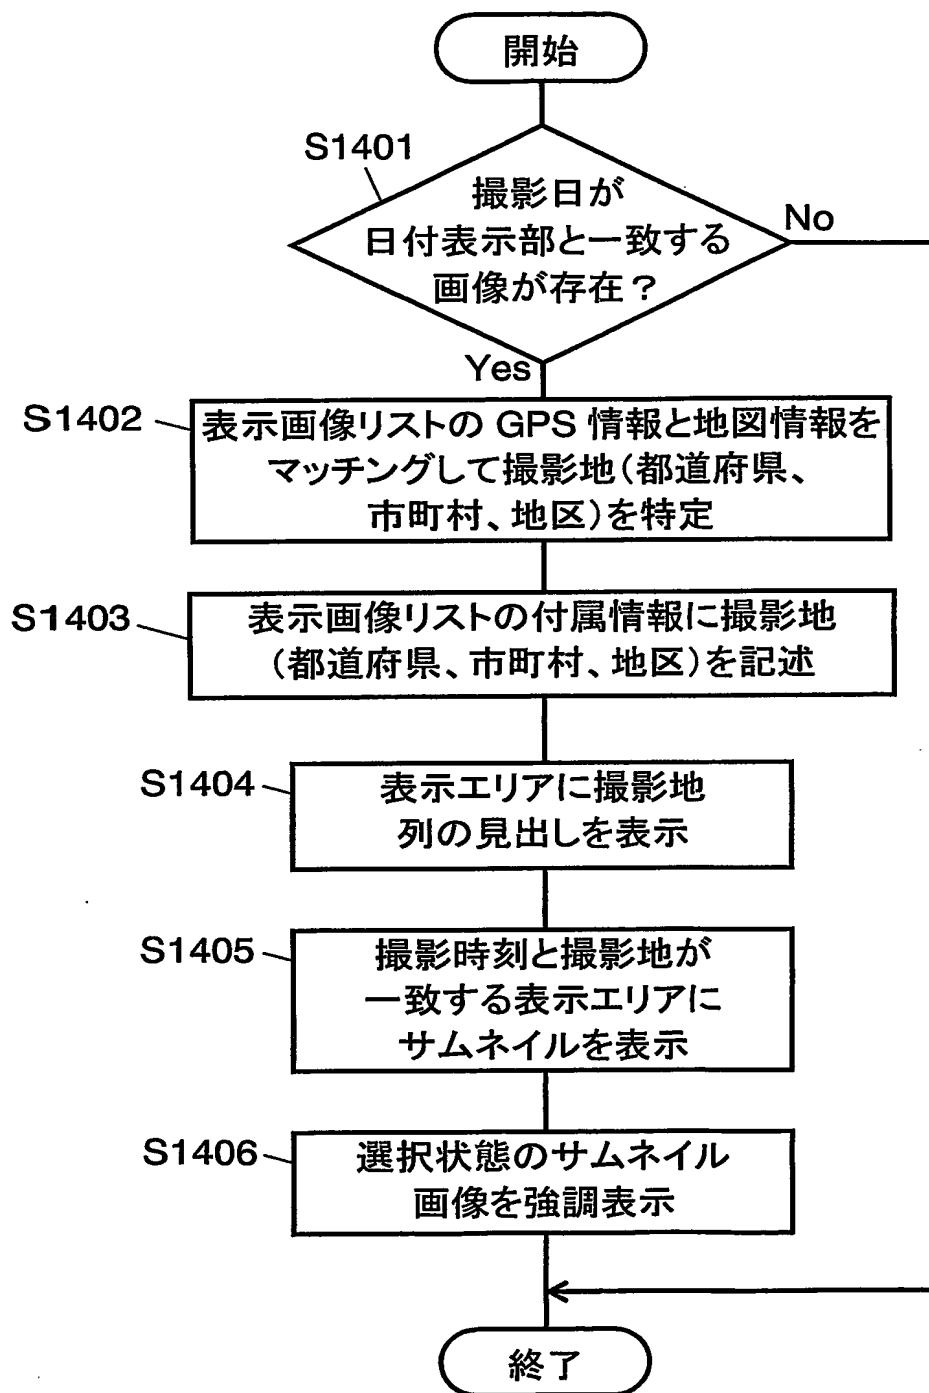 開始
S1401
撮影日が
日付表示部と一致する
画像が存在?
No
Yes
S1402
表示画像リストの GPS 情報と地図情報を
マッチングして撮影地(都道府県、
市町村、地区)を特定
S1403
表示画像リストの付属情報に撮影地
(都道府県、市町村、地区)を記述
S1404
表示エリアに撮影地
列の見出しを表示
S1405
撮影時刻と撮影地が
一致する表示エリアに
サムネイルを表示
S1406
選択状態のサムネイル
画像を強調表示
終了